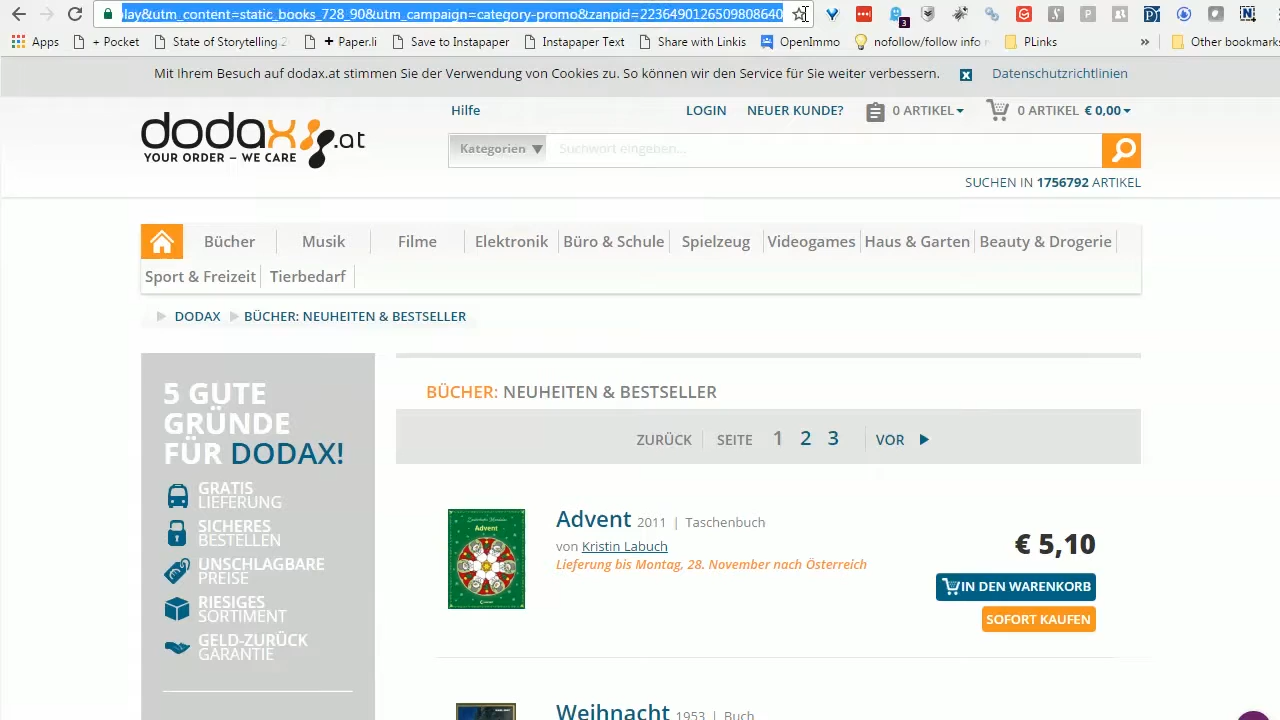 play&utm_content=static_books_728_90&utm_campaign=category-promo&zanpid=2236490126509808640
3
Apps + Pocket State of Storytelling 2 + Paper.li Save to Instapaper Instapaper Text Share with Linkis OpenImmo nofollow/follow info PLinks » Other bookmarks
Mit Ihrem Besuch auf dodax.at stimmen Sie der Verwendung von Cookies zu. So können wir den Service für Sie weiter verbessern. x Datenschutzrichtlinien
Hilfe LOGIN NEUER KUNDE? 0 ARTIKEL 0 ARTIKEL € 0,00
dodax.at
YOUR ORDER – WE CARE
Kategorien Suchwort eingeben...
SUCHEN IN 1756792 ARTIKEL
Bücher Musik Filme Elektronik Büro & Schule Spielzeug Videogames Haus & Garten Beauty & Drogerie
Sport & Freizeit Tierbedarf
DODAX BÜCHER: NEUHEITEN & BESTSELLER
5 GUTE
GRÜNDE
FÜR DODAX!
GRATIS
LIEFERUNG
SICHERES
BESTELLEN
UNSCHLAGBARE
PREISE
RIESIGES
SORTIMENT
GELD-ZURÜCK
GARANTIE
BÜCHER: NEUHEITEN & BESTSELLER
ZURÜCK SEITE 1 2 3 VOR
Advent
Advent 2011 | Taschenbuch
von Kristin Labuch
Lieferung bis Montag, 28. November nach Österreich
€ 5,10
IN DEN WARENKORB
SOFORT KAUFEN
Weihnacht 1953 | Buch